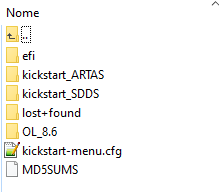 Nome
..
efi
kickstart_ARTAS
kickstart_SDDS
lost+found
OL_8.6
kickstart-menu.cfg
MD5SUMS